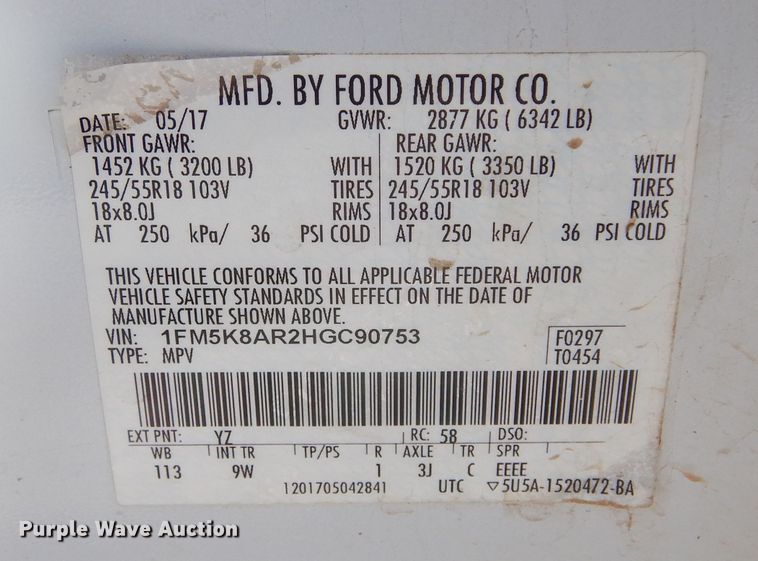 MFD. BY FORD MOTOR CO.
DATE: 05/17 GVWR: 2877 KG ( 6342 LB)
FRONT GAWR: REAR GAWR:
1452 KG ( 3200 LB) WITH 1520 KG ( 3350 LB) WITH
245/55R18 103V TIRES 245/55R18 103V TIRES
18x8.0J RIMS 18x8.0J RIMS
AT 250 kPa/ 36 PSI COLD AT 250 kPa/ 36 PSI COLD
THIS VEHICLE CONFORMS TO ALL APPLICABLE FEDERAL MOTOR
VEHICLE SAFETY STANDARDS IN EFFECT ON THE DATE OF
MANUFACTURE SHOWN ABOVE.
VIN: 1FM5K8AR2HGC90753 F0297
TYPE: MPV T0454
EXT PNT: YZ RC: 58 DSO:
WB INT TR TP/PS R AXLE TR SPR
113 9W 1 3J C EEEE
1201705042841 UTC ▽5U5A-1520472-BA
Purple Wave Auction